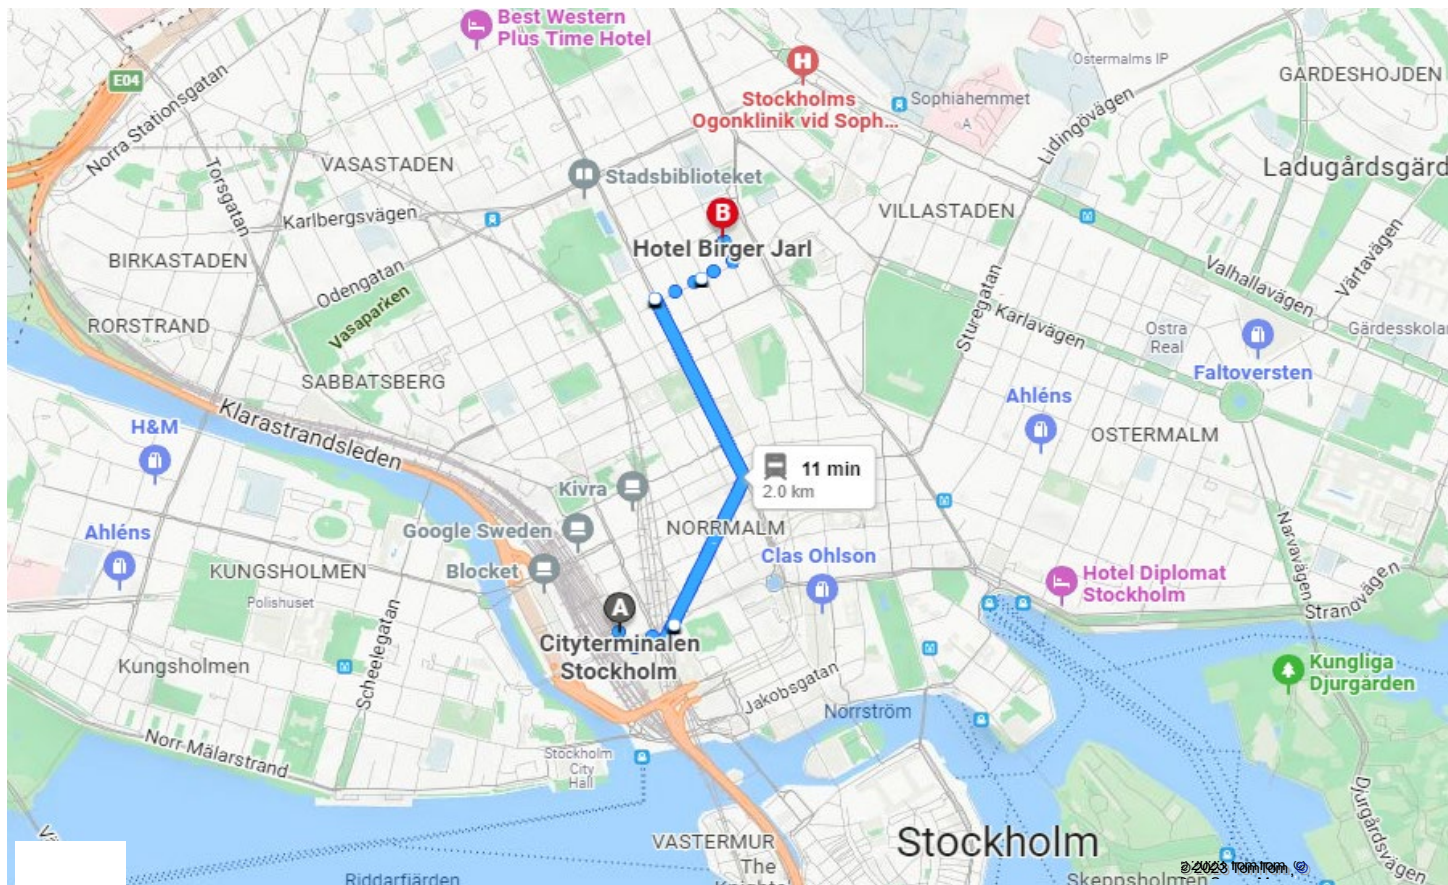 Best Western
Plus Time Hotel
E04
Norra Stationsgatan
H
Stockholms
Ogonklinik vid Soph...
Ostermalms IP
GARDESHOJDEN
Sophiahemmet
A
Lidingövägen
Ladugårdsgärd
VASASTADEN
Torsgatan
Stadsbiblioteket
Karlbergsvägen
B
Hotel Birger Jarl
VILLASTADEN
BIRKASTADEN
Odengatan
Vasaparken
Valhallavägen
Värtavägen
Sturegatan
Karlavägen
RORSTRAND
Ostra
Real
Gärdesskolan
SABBATSBERG
Faltoversten
Klarastrandsleden
H&M
Ahléns
OSTERMALM
11 min
2.0 km
Kivra
Google Sweden
NORRMALM
Ahléns
Blocket
Clas Ohlson
KUNGSHOLMEN
Polishuset
A
Cityterminalen
Stockholm
Hotel Diplomat
Stockholm
Narvavägen
Scheelegatan
Kungsholmen
Jakobsgatan
Norrström
Kungliga
Djurgården
Norr Mälarstrand
Stockholm
City
Hall
Djurgårdsvägen
VASTERMUR
The
Stockholm
Riddarfjärden
Skeppsholmen